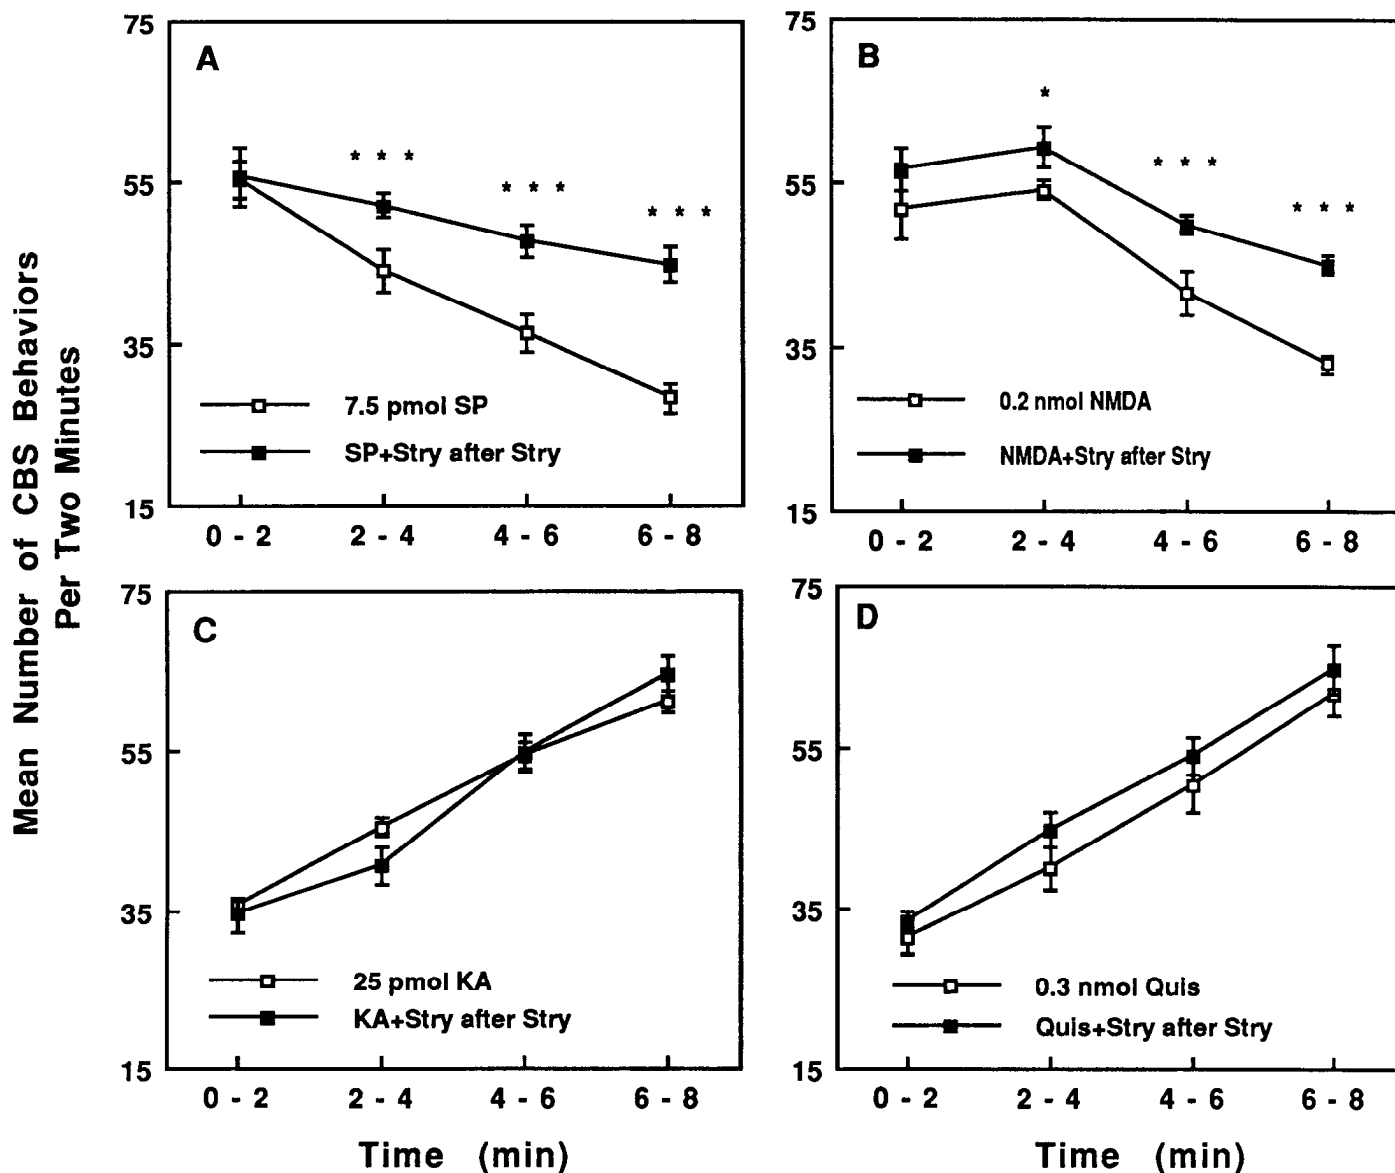 Mean Number of CBS Behaviors
Per Two Minutes
A
75
55
35
15
* * *
* * *
* * *
7.5 pmol SP
SP+Stry after Stry
0 - 2 2 - 4 4 - 6 6 - 8
B
75
55
35
15
*
* * *
* * *
0.2 nmol NMDA
NMDA+Stry after Stry
0 - 2 2 - 4 4 - 6 6 - 8
C
75
55
35
15
25 pmol KA
KA+Stry after Stry
0 - 2 2 - 4 4 - 6 6 - 8
Time (min)
D
75
55
35
15
0.3 nmol Quis
Quis+Stry after Stry
0 - 2 2 - 4 4 - 6 6 - 8
Time (min)